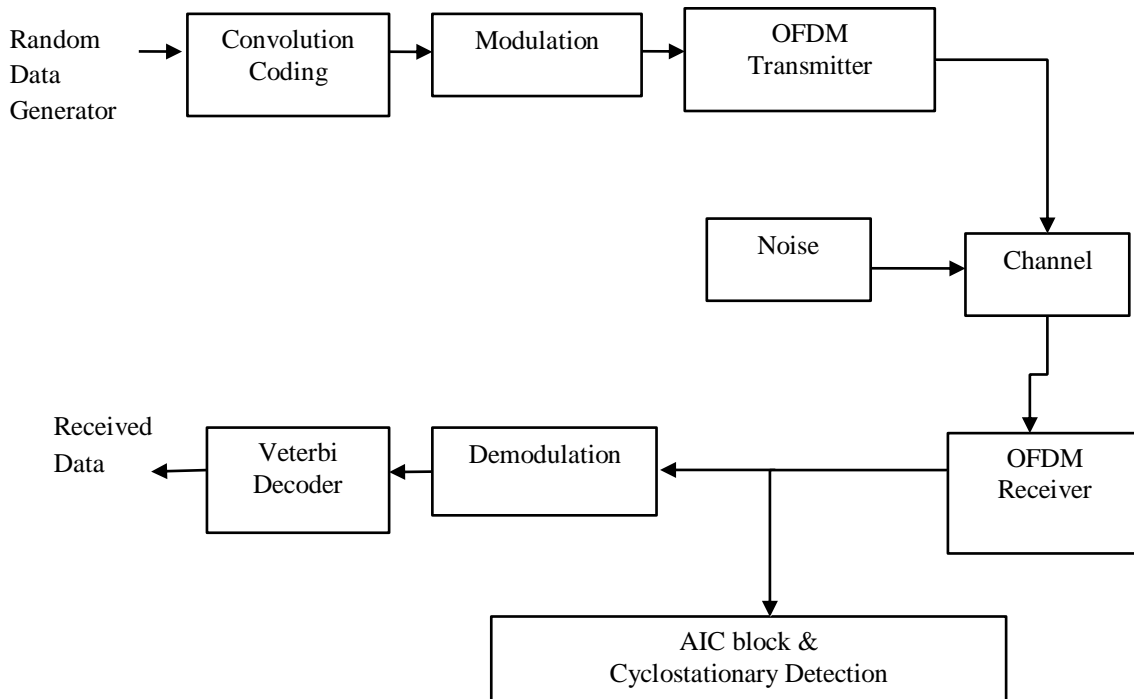 Random
Data
Generator
Convolution
Coding
Modulation
OFDM
Transmitter
Noise
Channel
Received
Data
Veterbi
Decoder
Demodulation
OFDM
Receiver
AIC block &
Cyclostationary Detection